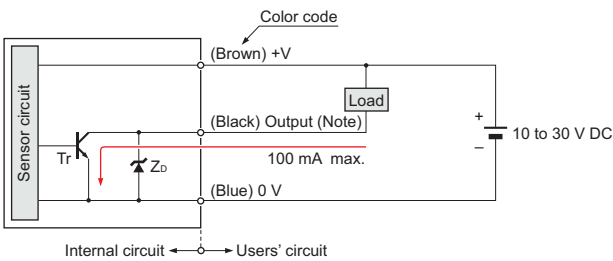 Color code
(Brown) +V
Sensor circuit
Load
(Black) Output (Note)
+
10 to 30 V DC
–
Tr
ZD
100 mA max.
(Blue) 0 V
Internal circuit
Users' circuit